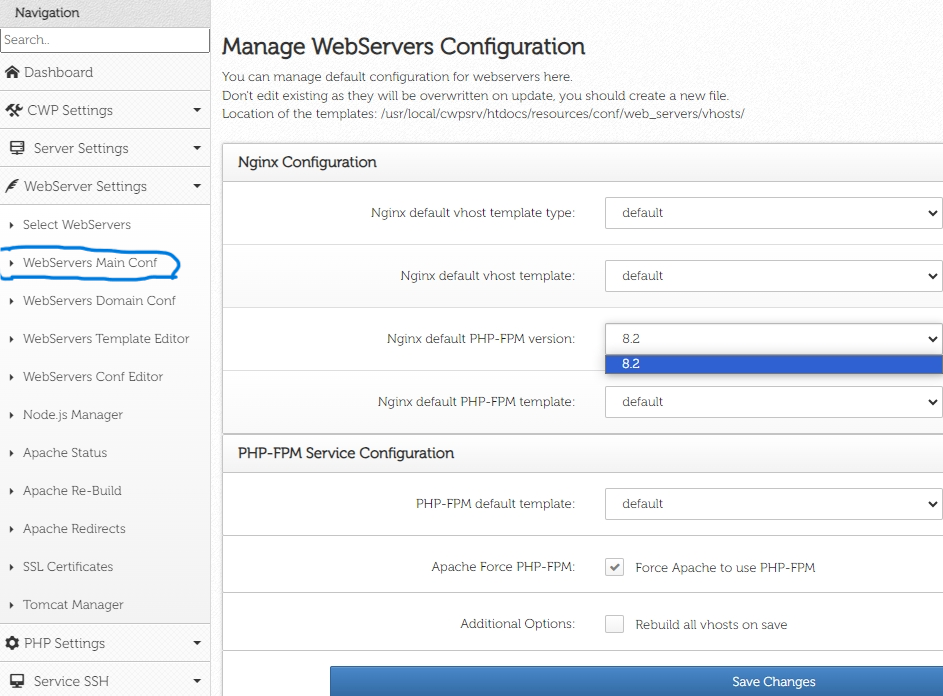 Navigation
Search..
Dashboard
CWP Settings
Server Settings
WebServer Settings
Select WebServers
WebServers Main Conf
WebServers Domain Conf
WebServers Template Editor
WebServers Conf Editor
Node.js Manager
Apache Status
Apache Re-Build
Apache Redirects
SSL Certificates
Tomcat Manager
PHP Settings
Service SSH
Manage WebServers Configuration
You can manage default configuration for webservers here.
Don't edit existing as they will be overwritten on update, you should create a new file.
Location of the templates: /usr/local/cwpsrv/htdocs/resources/conf/web_servers/vhosts/
Nginx Configuration
Nginx default vhost template type: default
Nginx default vhost template: default
Nginx default PHP-FPM version: 8.2
8.2
Nginx default PHP-FPM template: default
PHP-FPM Service Configuration
PHP-FPM default template: default
Apache Force PHP-FPM: Force Apache to use PHP-FPM
Additional Options: Rebuild all vhosts on save
Save Changes